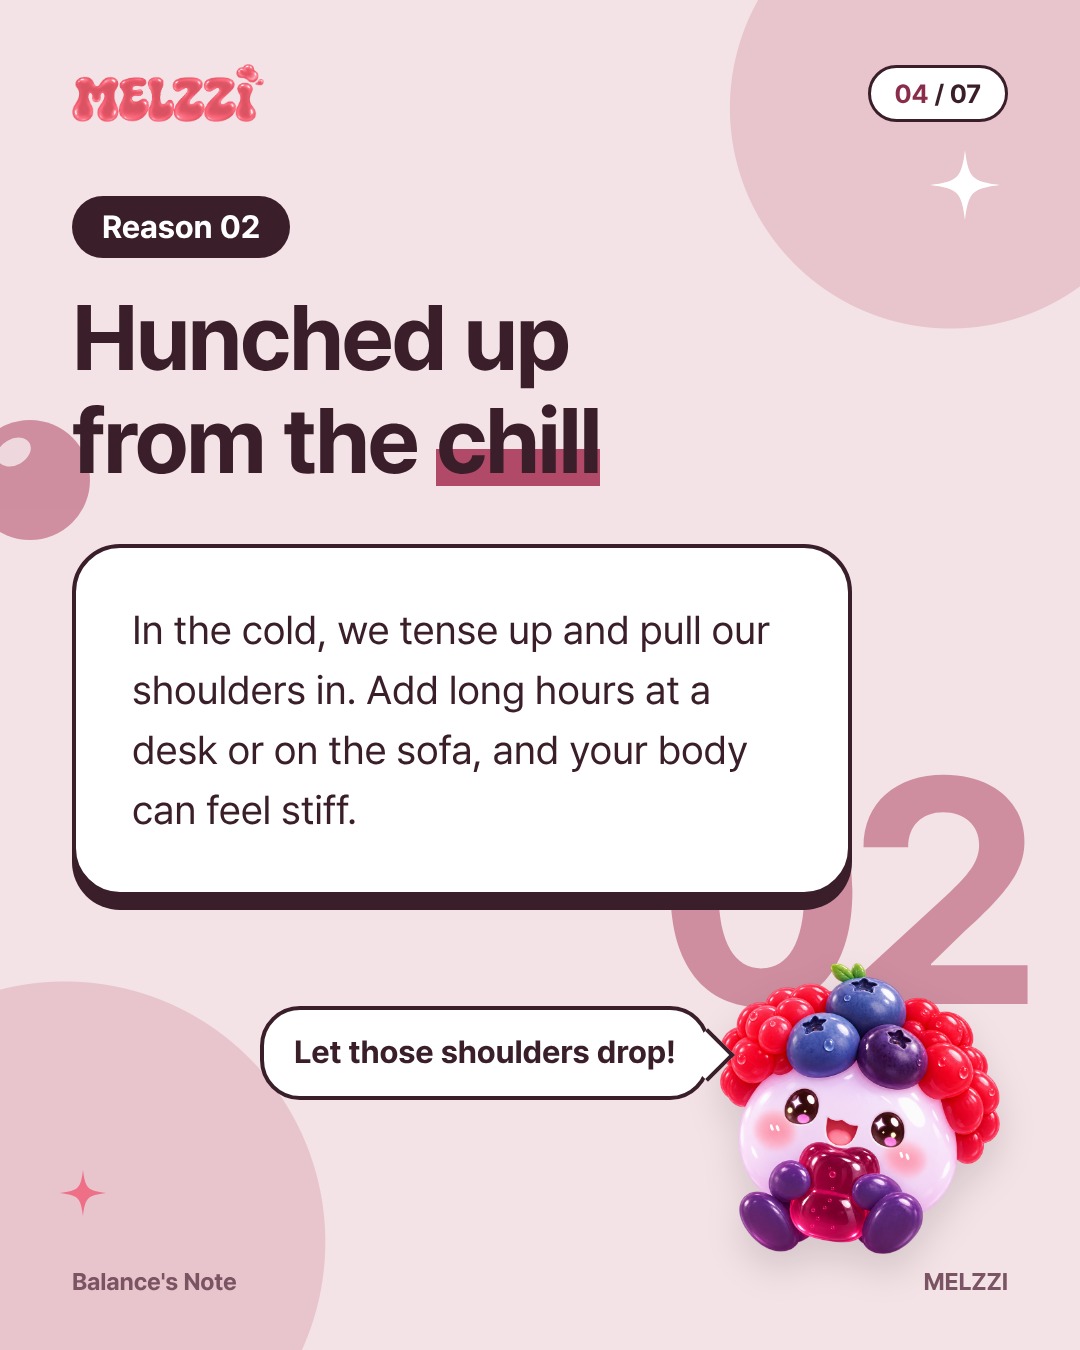 MELZZI
04 / 07
Reason 02
Hunched up
from the chill
In the cold, we tense up and pull our
shoulders in. Add long hours at a
desk or on the sofa, and your body
can feel stiff.
02
Let those shoulders drop!
Balance's Note
MELZZI